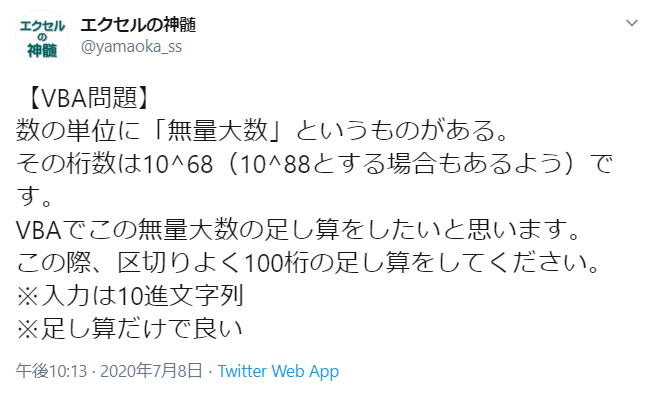 エクセル
の
神髄
エクセルの神髄
@yamaoka_ss
【VBA問題】
数の単位に「無量大数」というものがある。
その桁数は10^68（10^88とする場合もあるよう）で
す。
VBAでこの無量大数の足し算をしたいと思います。
この際、区切りよく100桁の足し算をしてください。
※入力は10進文字列
※足し算だけで良い
午後10:13 · 2020年7月8日 · Twitter Web App